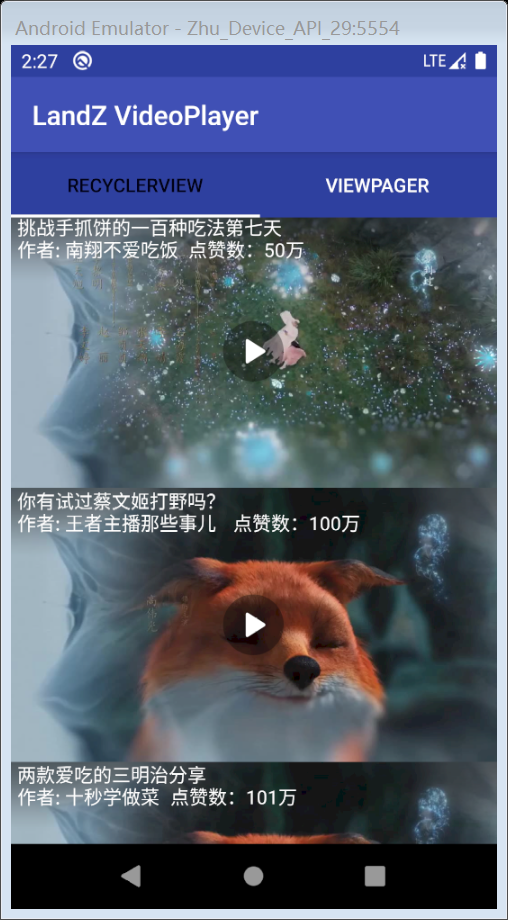 Android Emulator - Zhu_Device_API_29:5554
2:27
LTE
LandZ VideoPlayer
RECYCLERVIEW
VIEWPAGER
挑战手抓饼的一百种吃法第七天
作者: 南翔不爱吃饭 点赞数：50万
你有试过蔡文姬打野吗?
作者: 王者主播那些事儿 点赞数：100万
两款爱吃的三明治分享
作者: 十秒学做菜 点赞数：101万